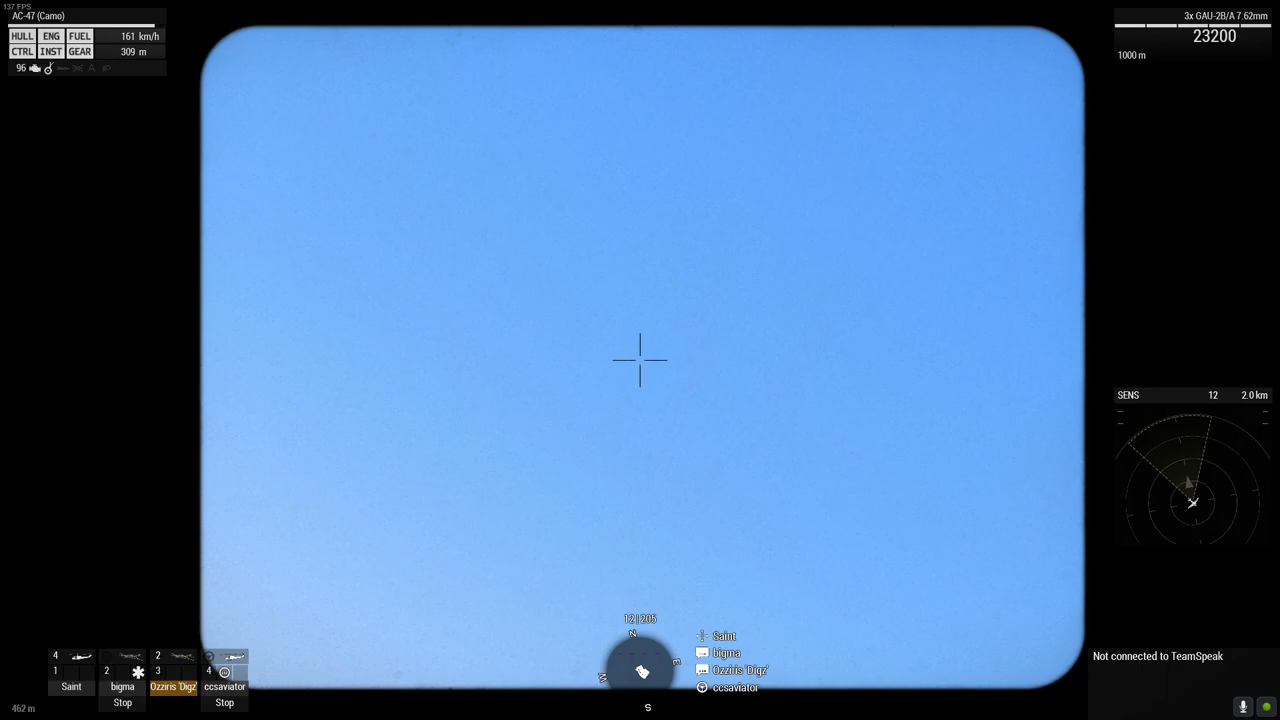 137 FPS
AC-47 (Camo)
HULL ENG FUEL 161 km/h
CTRL INST GEAR 309 m
96
3x GAU-2B/A 7.62mm
23200
1000 m
SENS 12 2.0 km
12|205
N
E
W
S
Saint
bigma
Ozziris 'Digz'
ccsaviator
4 2
1 2 3 4
Saint bigma Ozziris 'Digz' ccsaviator
Stop Stop
462 m
Not connected to TeamSpeak